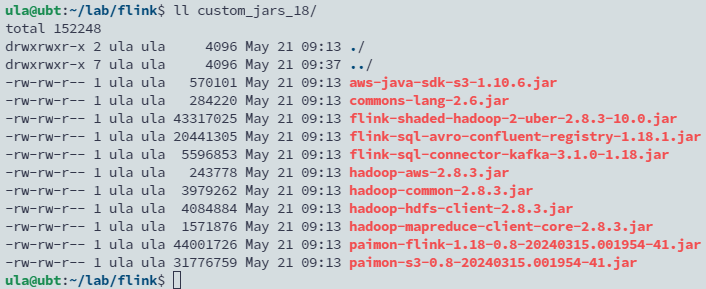 ula@ubt:~/lab/flink$ ll custom_jars_18/
total 152248
drwxrwxr-x 2 ula ula     4096 May 21 09:13 ./
drwxrwxr-x 7 ula ula     4096 May 21 09:37 ../
-rw-rw-r-- 1 ula ula   570101 May 21 09:13 aws-java-sdk-s3-1.10.6.jar
-rw-rw-r-- 1 ula ula   284220 May 21 09:13 commons-lang-2.6.jar
-rw-rw-r-- 1 ula ula 43317025 May 21 09:13 flink-shaded-hadoop-2-uber-2.8.3-10.0.jar
-rw-rw-r-- 1 ula ula 20441305 May 21 09:13 flink-sql-avro-confluent-registry-1.18.1.jar
-rw-rw-r-- 1 ula ula  5596853 May 21 09:13 flink-sql-connector-kafka-3.1.0-1.18.jar
-rw-rw-r-- 1 ula ula   243778 May 21 09:13 hadoop-aws-2.8.3.jar
-rw-rw-r-- 1 ula ula  3979262 May 21 09:13 hadoop-common-2.8.3.jar
-rw-rw-r-- 1 ula ula  4084884 May 21 09:13 hadoop-hdfs-client-2.8.3.jar
-rw-rw-r-- 1 ula ula  1571876 May 21 09:13 hadoop-mapreduce-client-core-2.8.3.jar
-rw-rw-r-- 1 ula ula 44001726 May 21 09:13 paimon-flink-1.18-0.8-20240315.001954-41.jar
-rw-rw-r-- 1 ula ula 31776759 May 21 09:13 paimon-s3-0.8-20240315.001954-41.jar
ula@ubt:~/lab/flink$